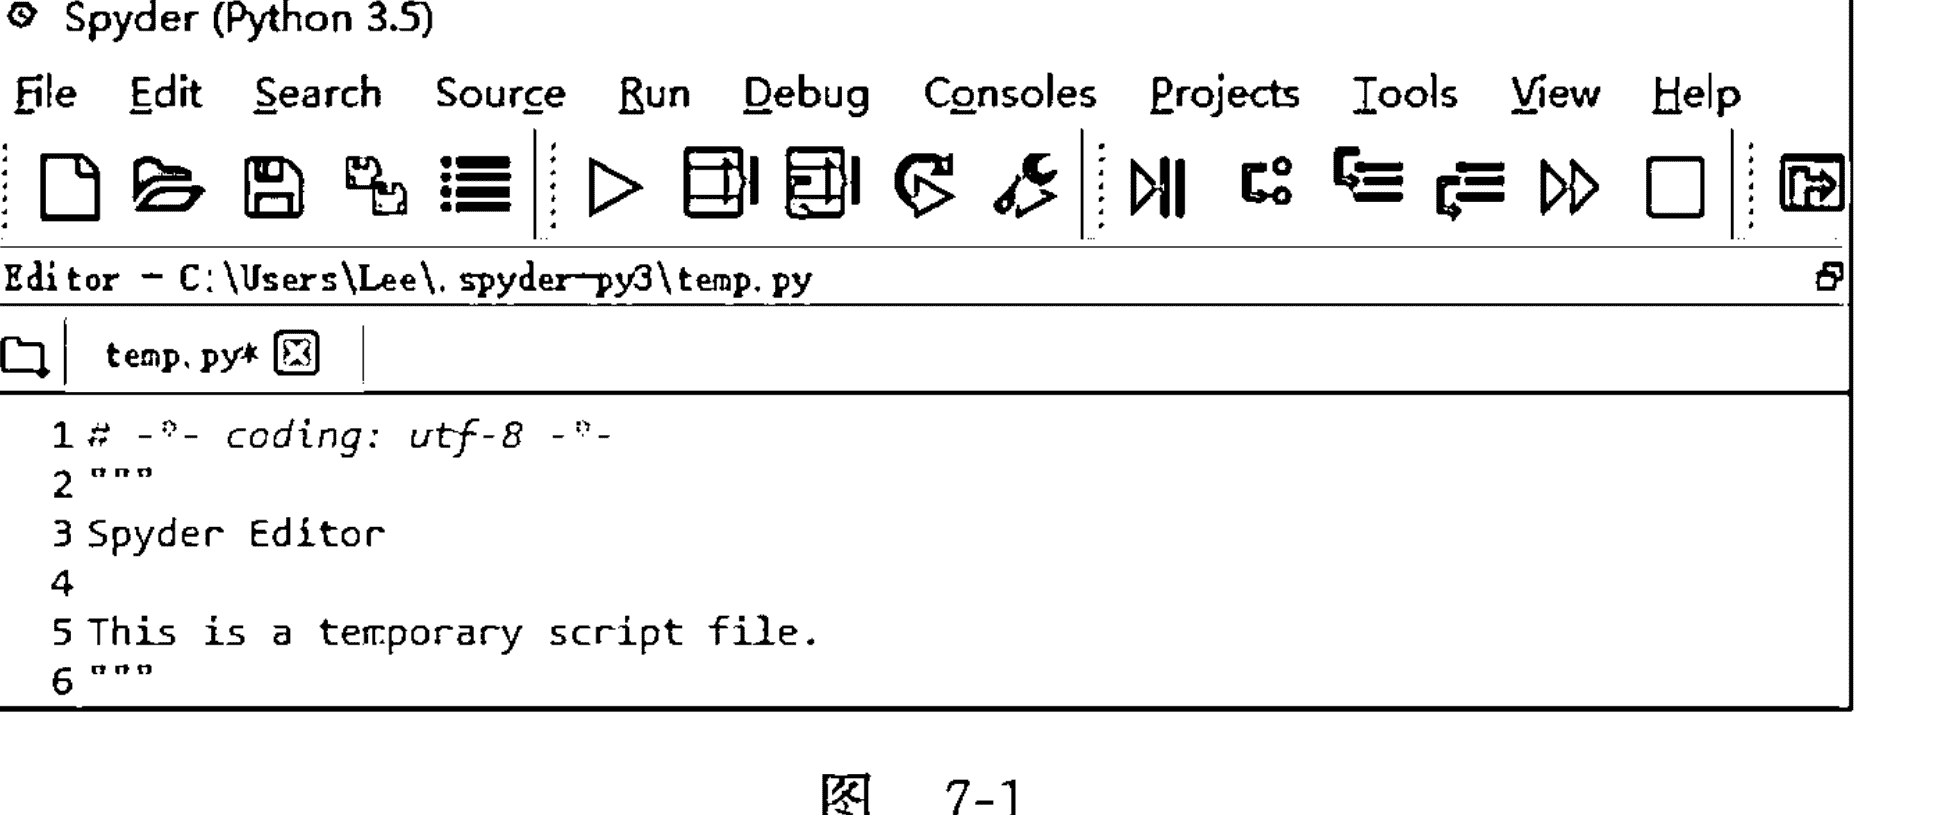 Spyder (Python 3.5)
File Edit Search Source Run Debug Consoles Projects Tools View Help
Editor - C:\Users\Lee\.spyder-py3\temp.py
temp.py*
1 # -*- coding: utf-8 -*-
2 """
3 Spyder Editor
4
5 This is a temporary script file.
6 """
图 7-1